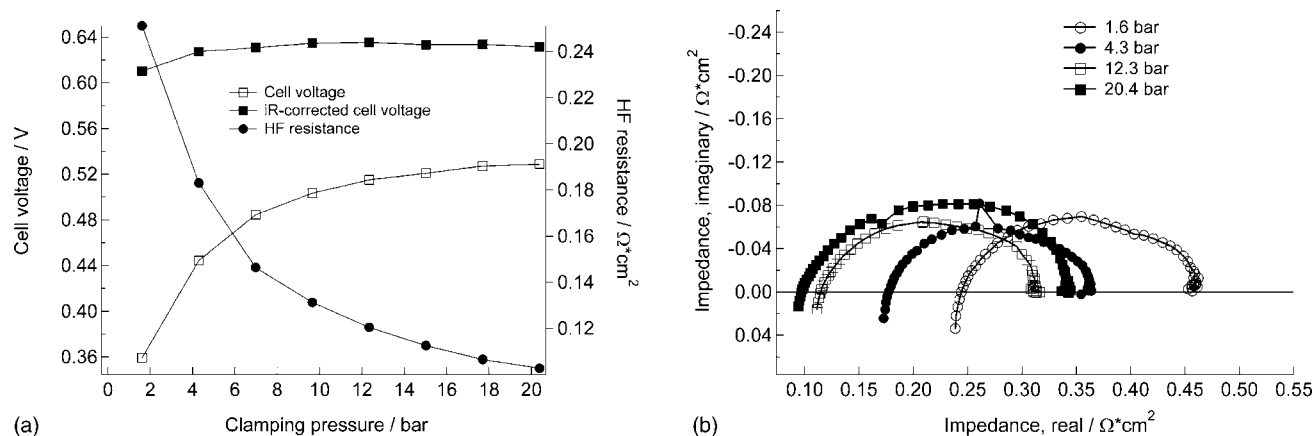 0.64
0.60
0.56
0.52
0.48
0.44
0.40
0.36
Cell voltage / V
Cell voltage
iR-corrected cell voltage
HF resistance
0.24
0.22
0.20
0.18
0.16
0.14
0.12
HF resistance / Ω*cm²
0 2 4 6 8 10 12 14 16 18 20
Clamping pressure / bar
(a)
-0.26
-0.22
-0.18
-0.14
-0.08
-0.04
0.00
0.04
Impedance, imaginary / Ω*cm²
1.6 bar
4.3 bar
12.3 bar
20.4 bar
0.10 0.15 0.20 0.25 0.30 0.35 0.40 0.45 0.50 0.55
Impedance, real / Ω*cm²
(b)